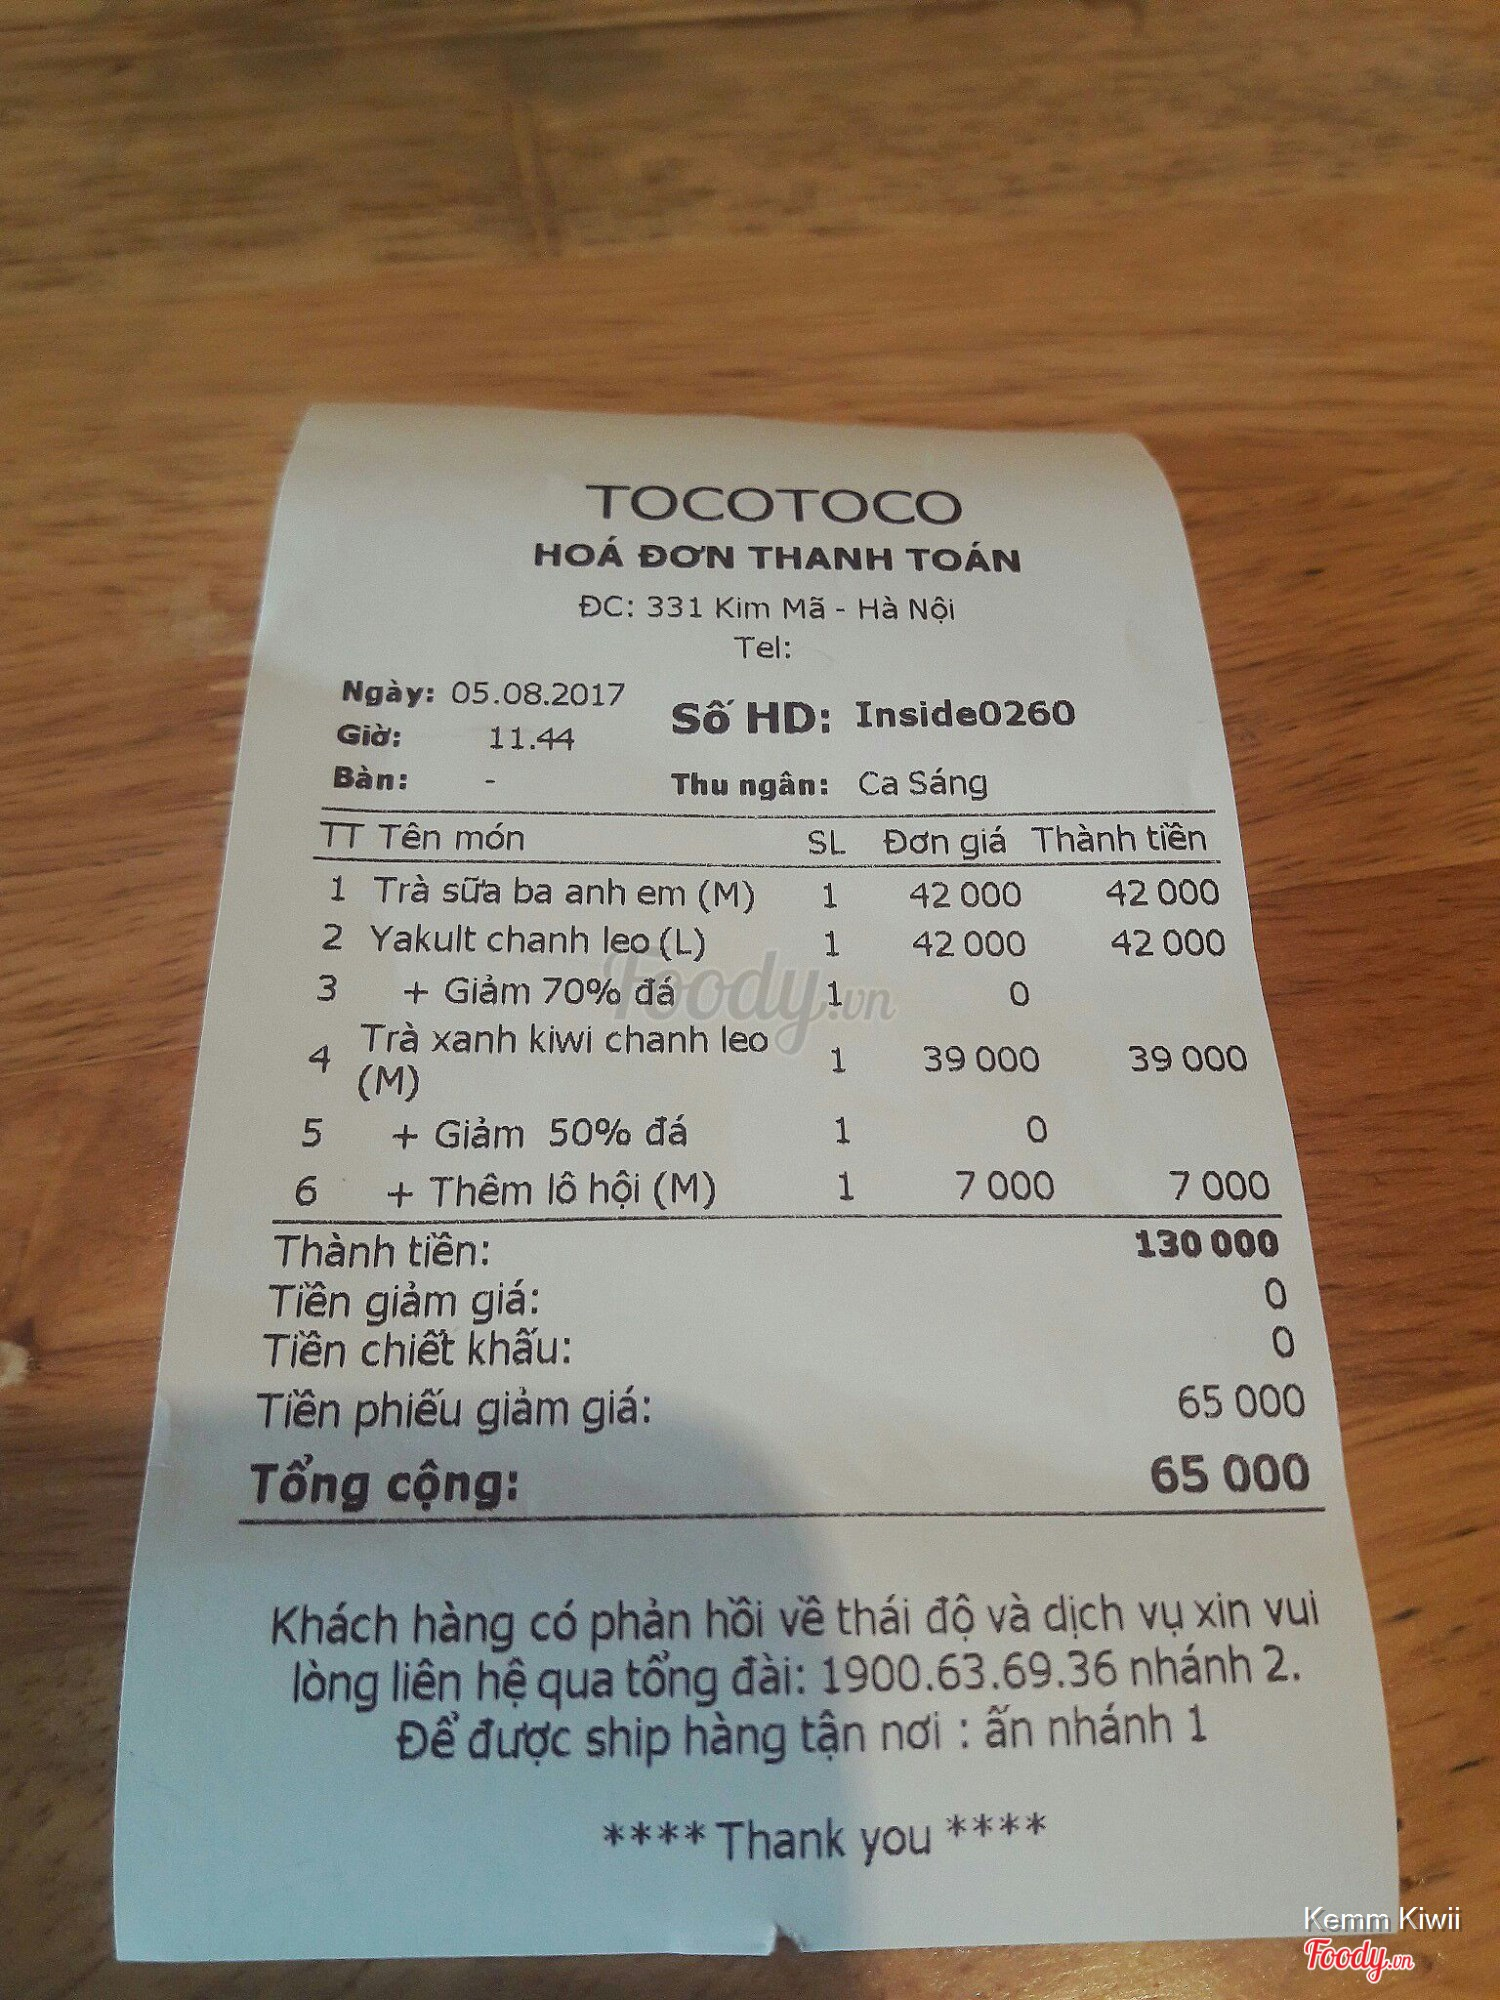 TOCOTOCO
HOÁ ĐƠN THANH TOÁN
ĐC: 331 Kim Mã - Hà Nội
Tel:
Ngày: 05.08.2017
Số HD: Inside0260
Giờ: 11.44
Bàn: -
Thu ngân: Ca Sáng
TT Tên món SL Đơn giá Thành tiền
1 Trà sữa ba anh em (M) 1 42 000 42 000
2 Yakult chanh leo (L) 1 42 000 42 000
3 + Giảm 70% đá 1 0
4 Trà xanh kiwi chanh leo (M) 1 39 000 39 000
5 + Giảm 50% đá 1 0
6 + Thêm lô hội (M) 1 7 000 7 000
Thành tiền: 130 000
Tiền giảm giá: 0
Tiền chiết khấu: 0
Tiền phiếu giảm giá: 65 000
Tổng cộng: 65 000
Khách hàng có phản hồi về thái độ và dịch vụ xin vui
lòng liên hệ qua tổng đài: 1900.63.69.36 nhánh 2.
Để được ship hàng tận nơi : ấn nhánh 1
**** Thank you ****
Foody.vn
Kemm Kiwii
Foody.vn